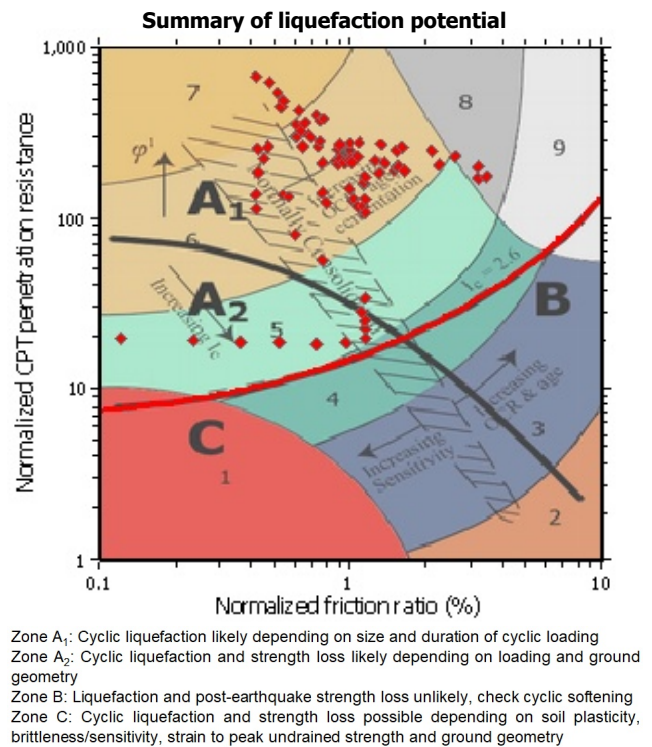 Summary of liquefaction potential
1,000
7
8
9
φ'
Increasing
OCR, age,
cementation
A1
100
6
Normally Consolidated
Ic = 2.6
A2
B
Increasing Ic
5
10
4
Increasing
OCR & age
C
3
Increasing
Sensitivity
1
2
1
0.1
1
10
Normalized CPT penetration resistance
Normalized friction ratio (%)
Zone A1: Cyclic liquefaction likely depending on size and duration of cyclic loading
Zone A2: Cyclic liquefaction and strength loss likely depending on loading and ground
geometry
Zone B: Liquefaction and post-earthquake strength loss unlikely, check cyclic softening
Zone C: Cyclic liquefaction and strength loss possible depending on soil plasticity,
brittleness/sensitivity, strain to peak undrained strength and ground geometry